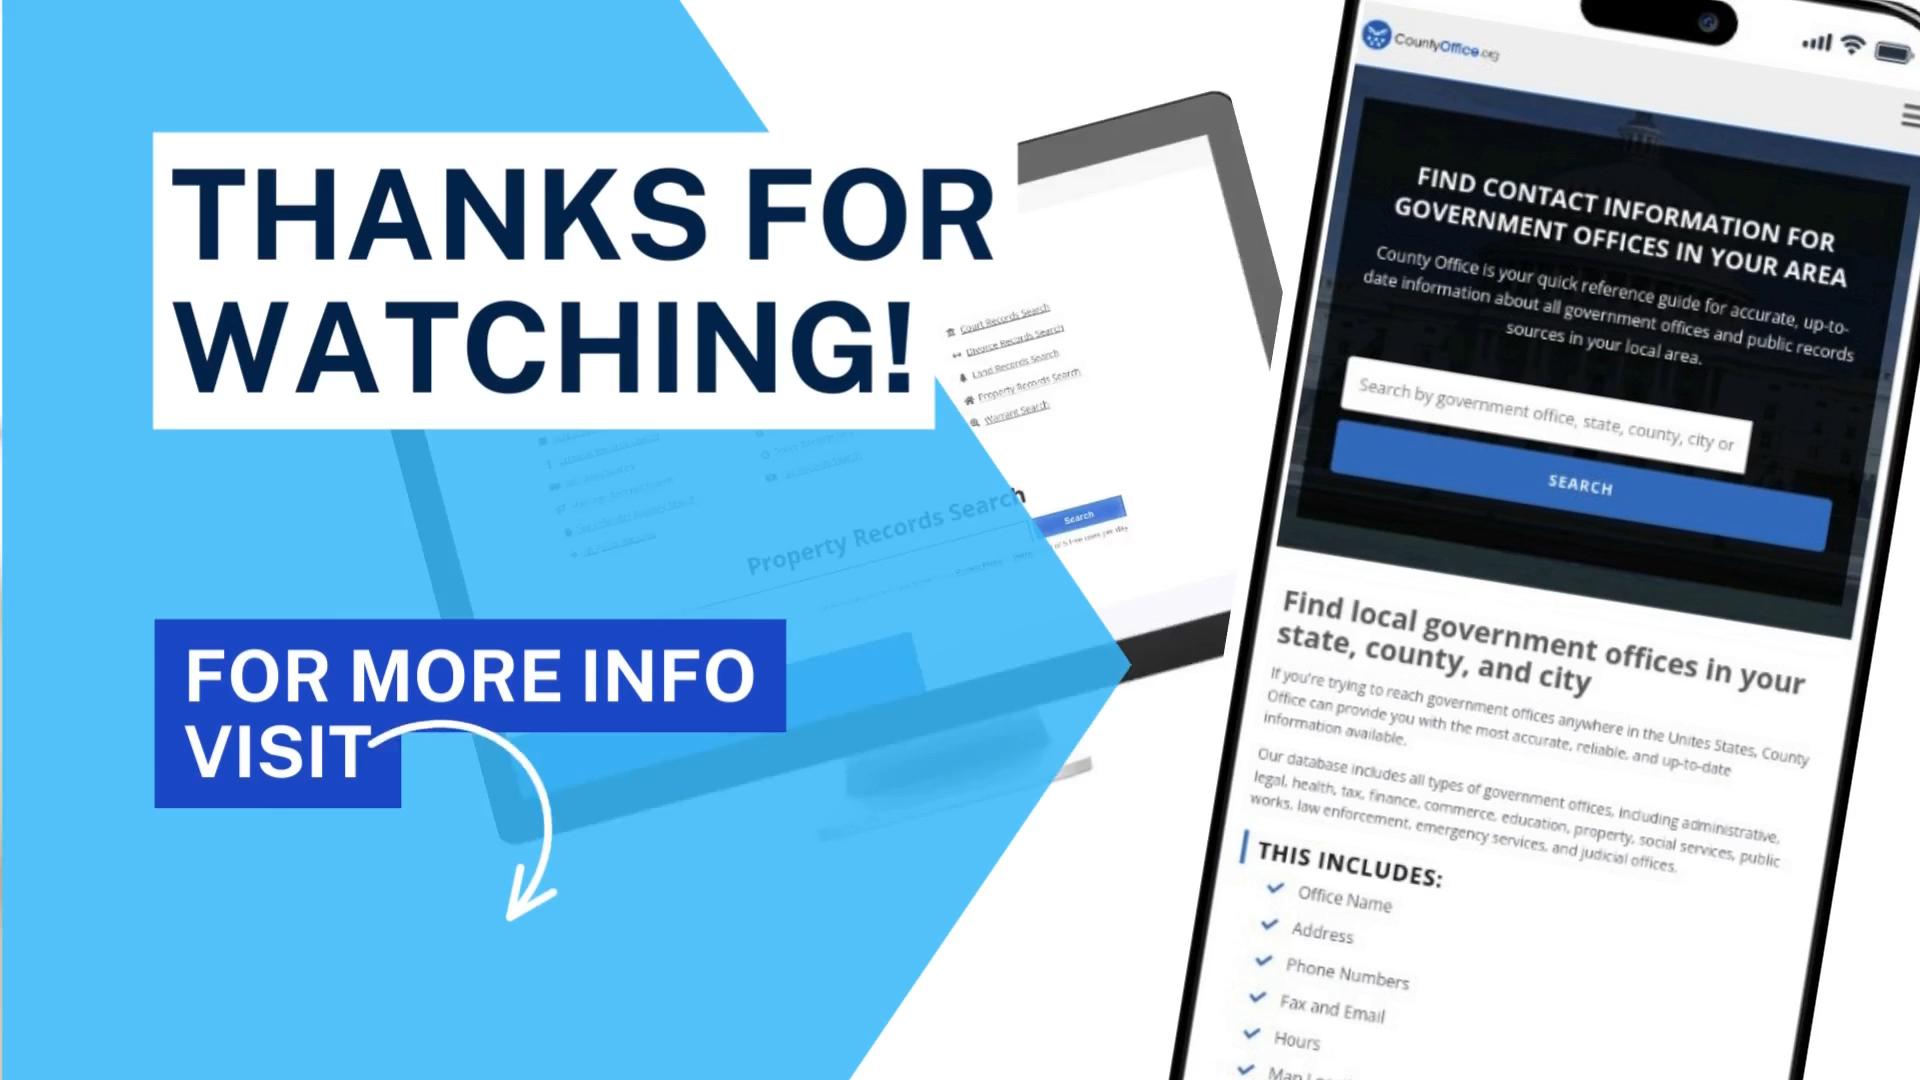 THANKS FOR
WATCHING!
FOR MORE INFO
VISIT
Court Records Search
Divorce Records Search
Land Records Search
Property Records Search
Warrant Search
Property Records Search
Search
CountyOffice.org
FIND CONTACT INFORMATION FOR
GOVERNMENT OFFICES IN YOUR AREA
County Office is your quick reference guide for accurate, up-to-
date information about all government offices and public records
sources in your local area.
Search by government office, state, county, city or
SEARCH
Find local government offices in your
state, county, and city
If you're trying to reach government offices anywhere in the Unites States, County
Office can provide you with the most accurate, reliable, and up-to-date
information available.
Our database includes all types of government offices, including administrative,
legal, health, tax, finance, commerce, education, property, social services, public
works, law enforcement, emergency services, and judicial offices.
THIS INCLUDES:
Office Name
Address
Phone Numbers
Fax and Email
Hours
Map